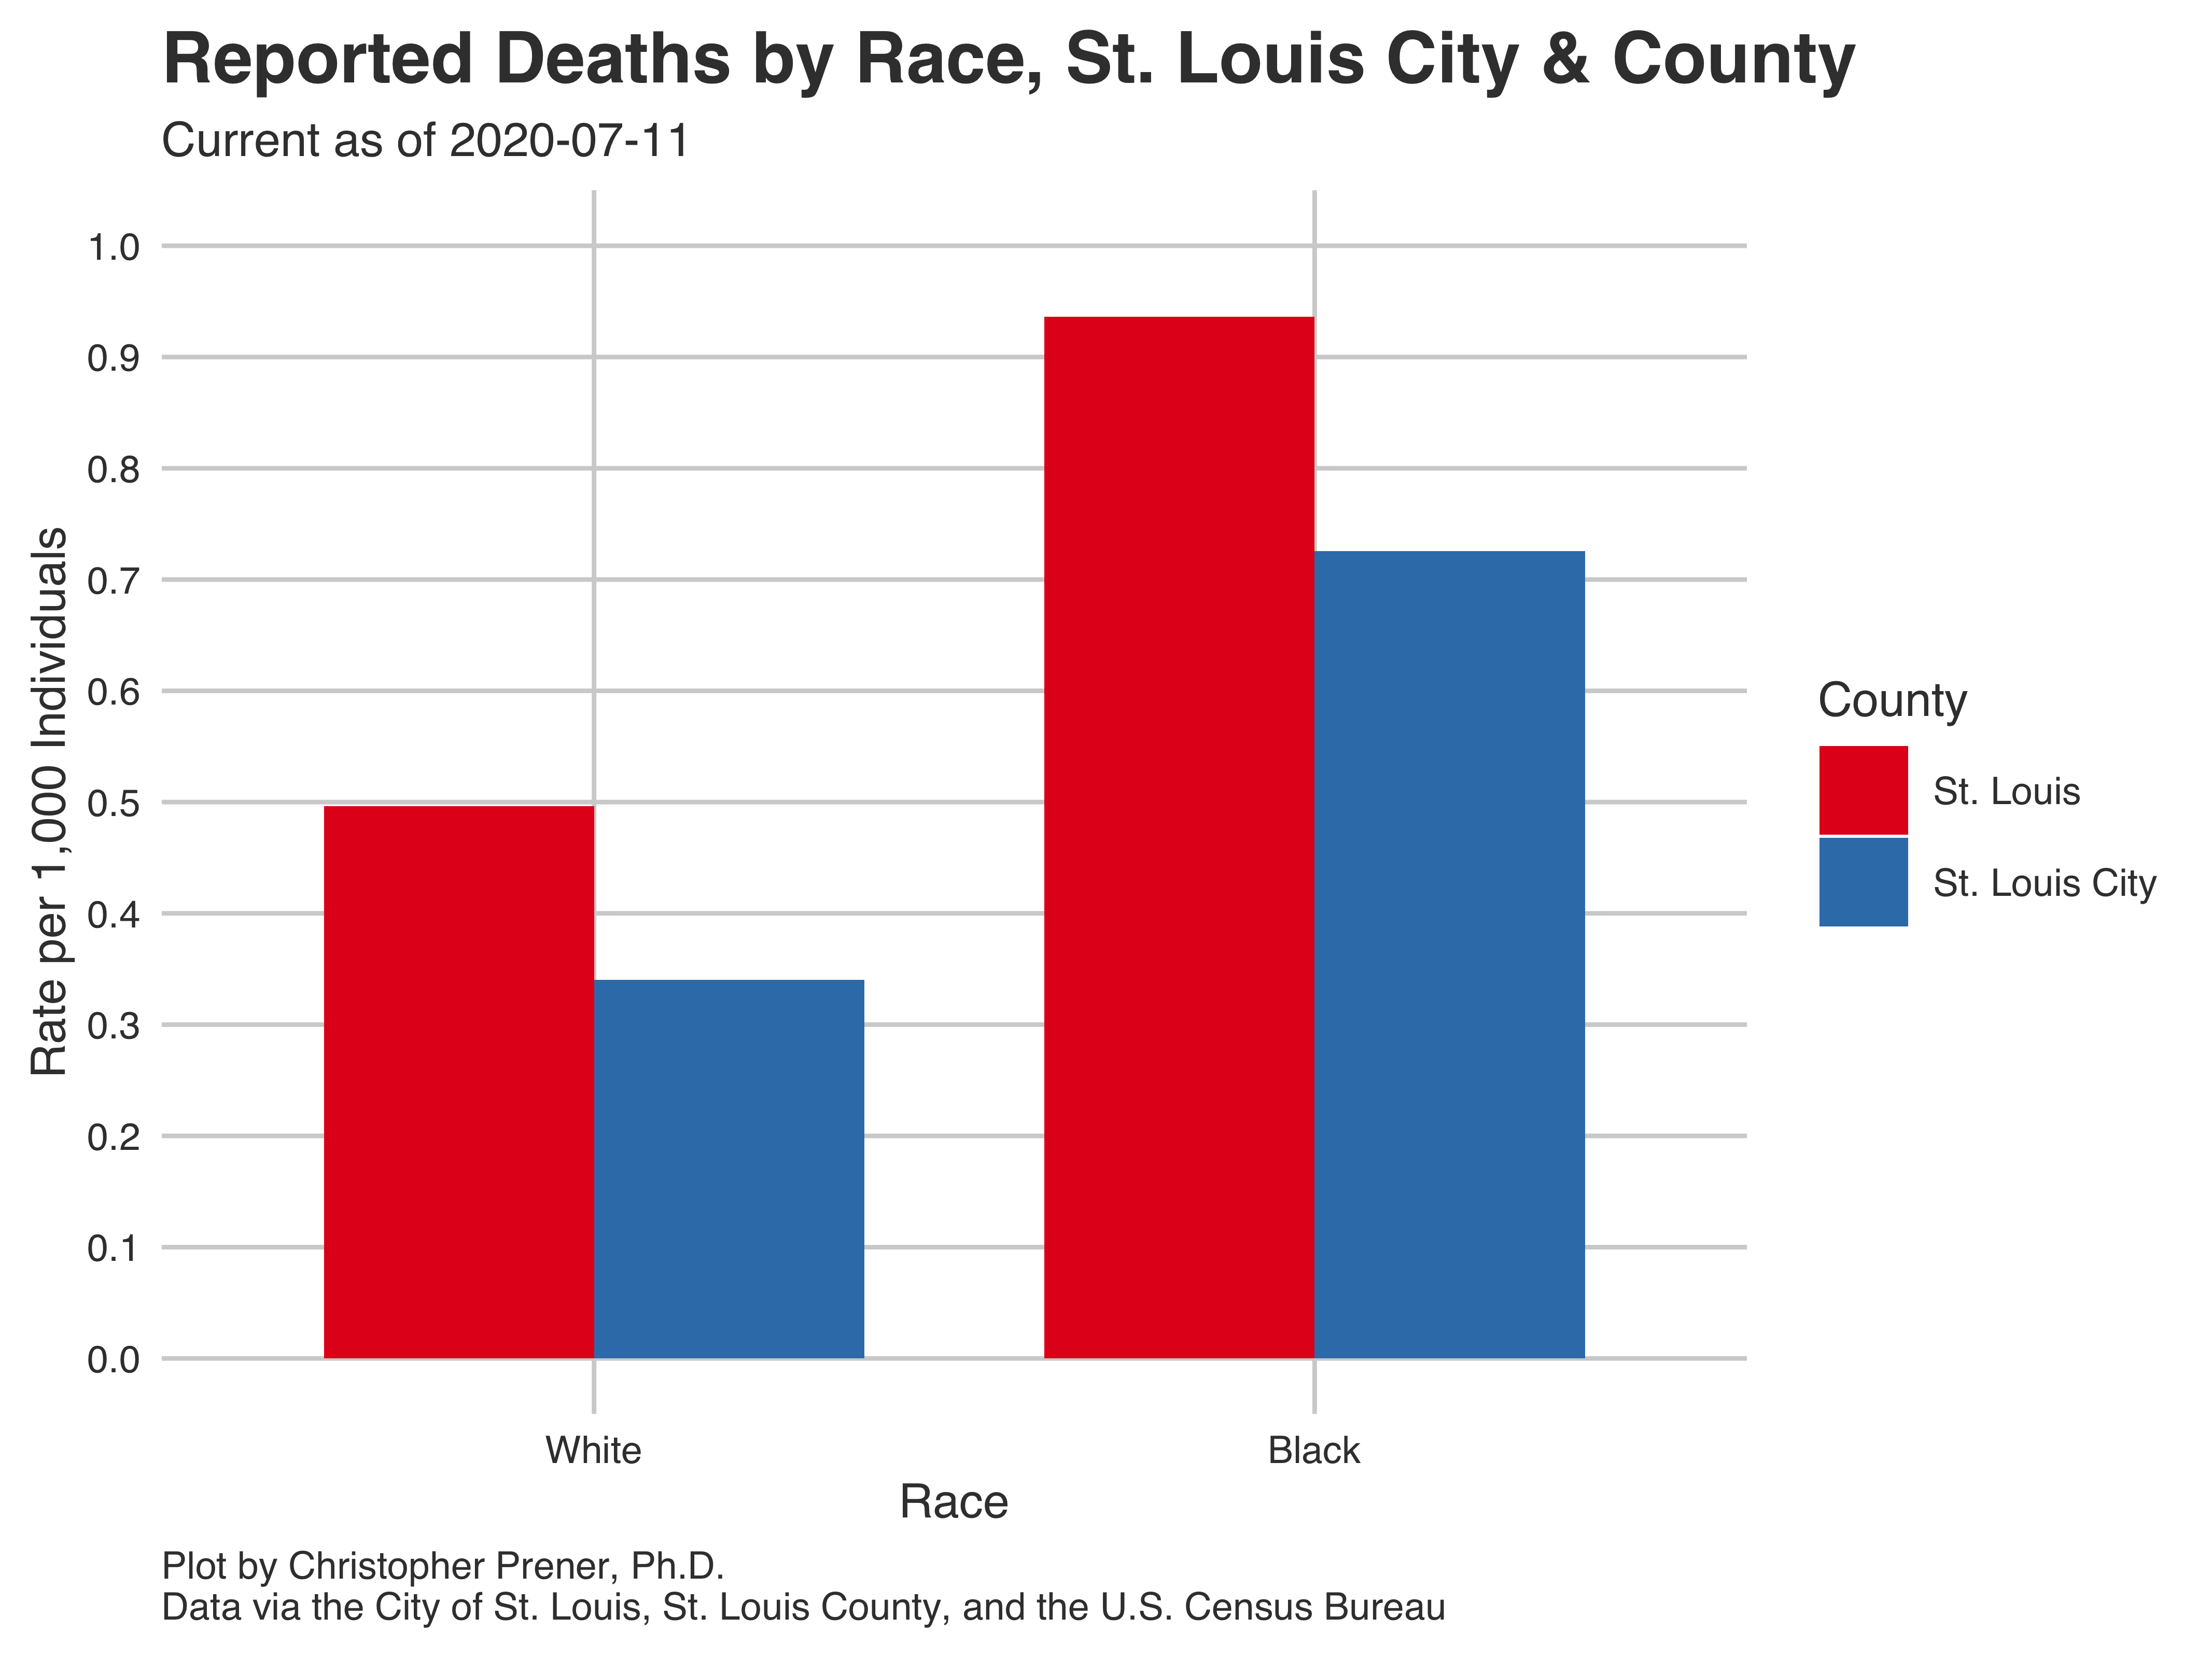 Reported Deaths by Race, St. Louis City & County
Current as of 2020-07-11
Rate per 1,000 Individuals
1.0
0.9
0.8
0.7
0.6
0.5
0.4
0.3
0.2
0.1
0.0
White
Black
Race
County
St. Louis
St. Louis City
Plot by Christopher Prener, Ph.D.
Data via the City of St. Louis, St. Louis County, and the U.S. Census Bureau